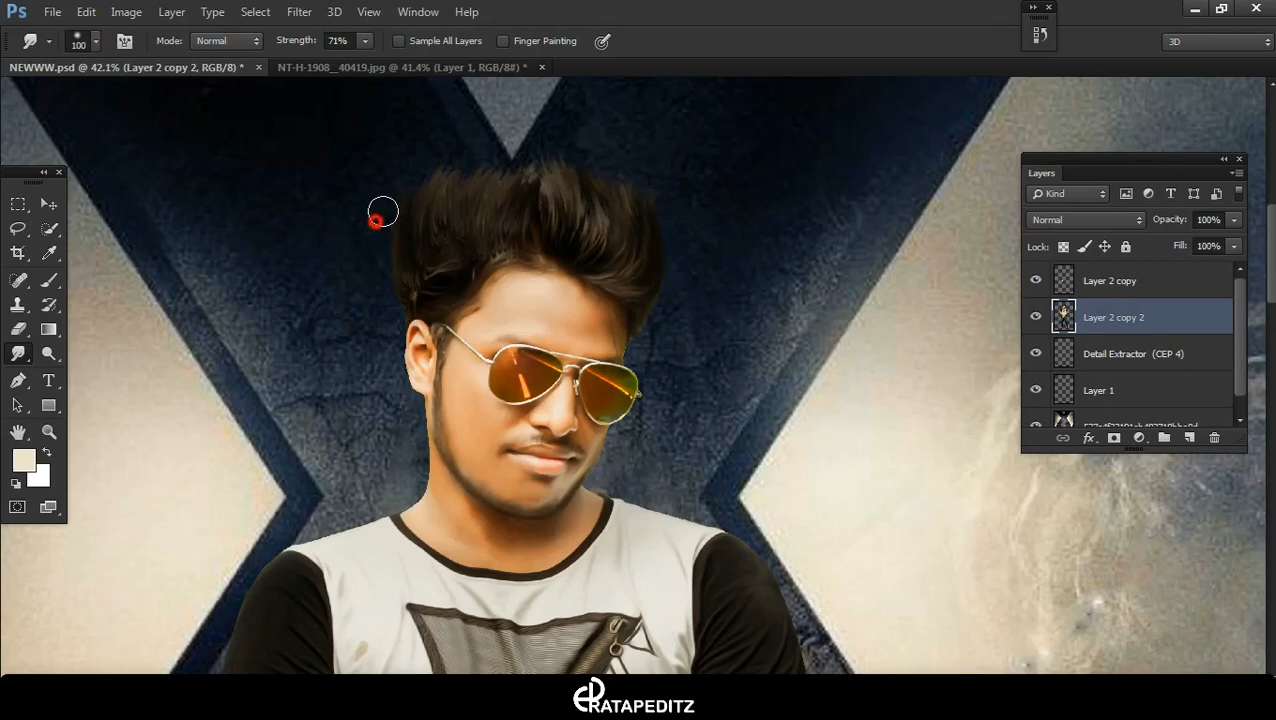 Ps File Edit Image Layer Type Select Filter 3D View Window Help
100 Mode: Normal Strength: 71% Sample All Layers Finger Painting 3D
NEWWW.psd @ 42.1% (Layer 2 copy 2, RGB/8) * × NT-H-1908__40419.jpg @ 41.4% (Layer 1, RGB/8#) * ×
Layers
Kind
Normal Opacity: 100%
Lock: Fill: 100%
Layer 2 copy
Layer 2 copy 2
Detail Extractor (CEP 4)
Layer 1
T
fx
RATAPEDITZ